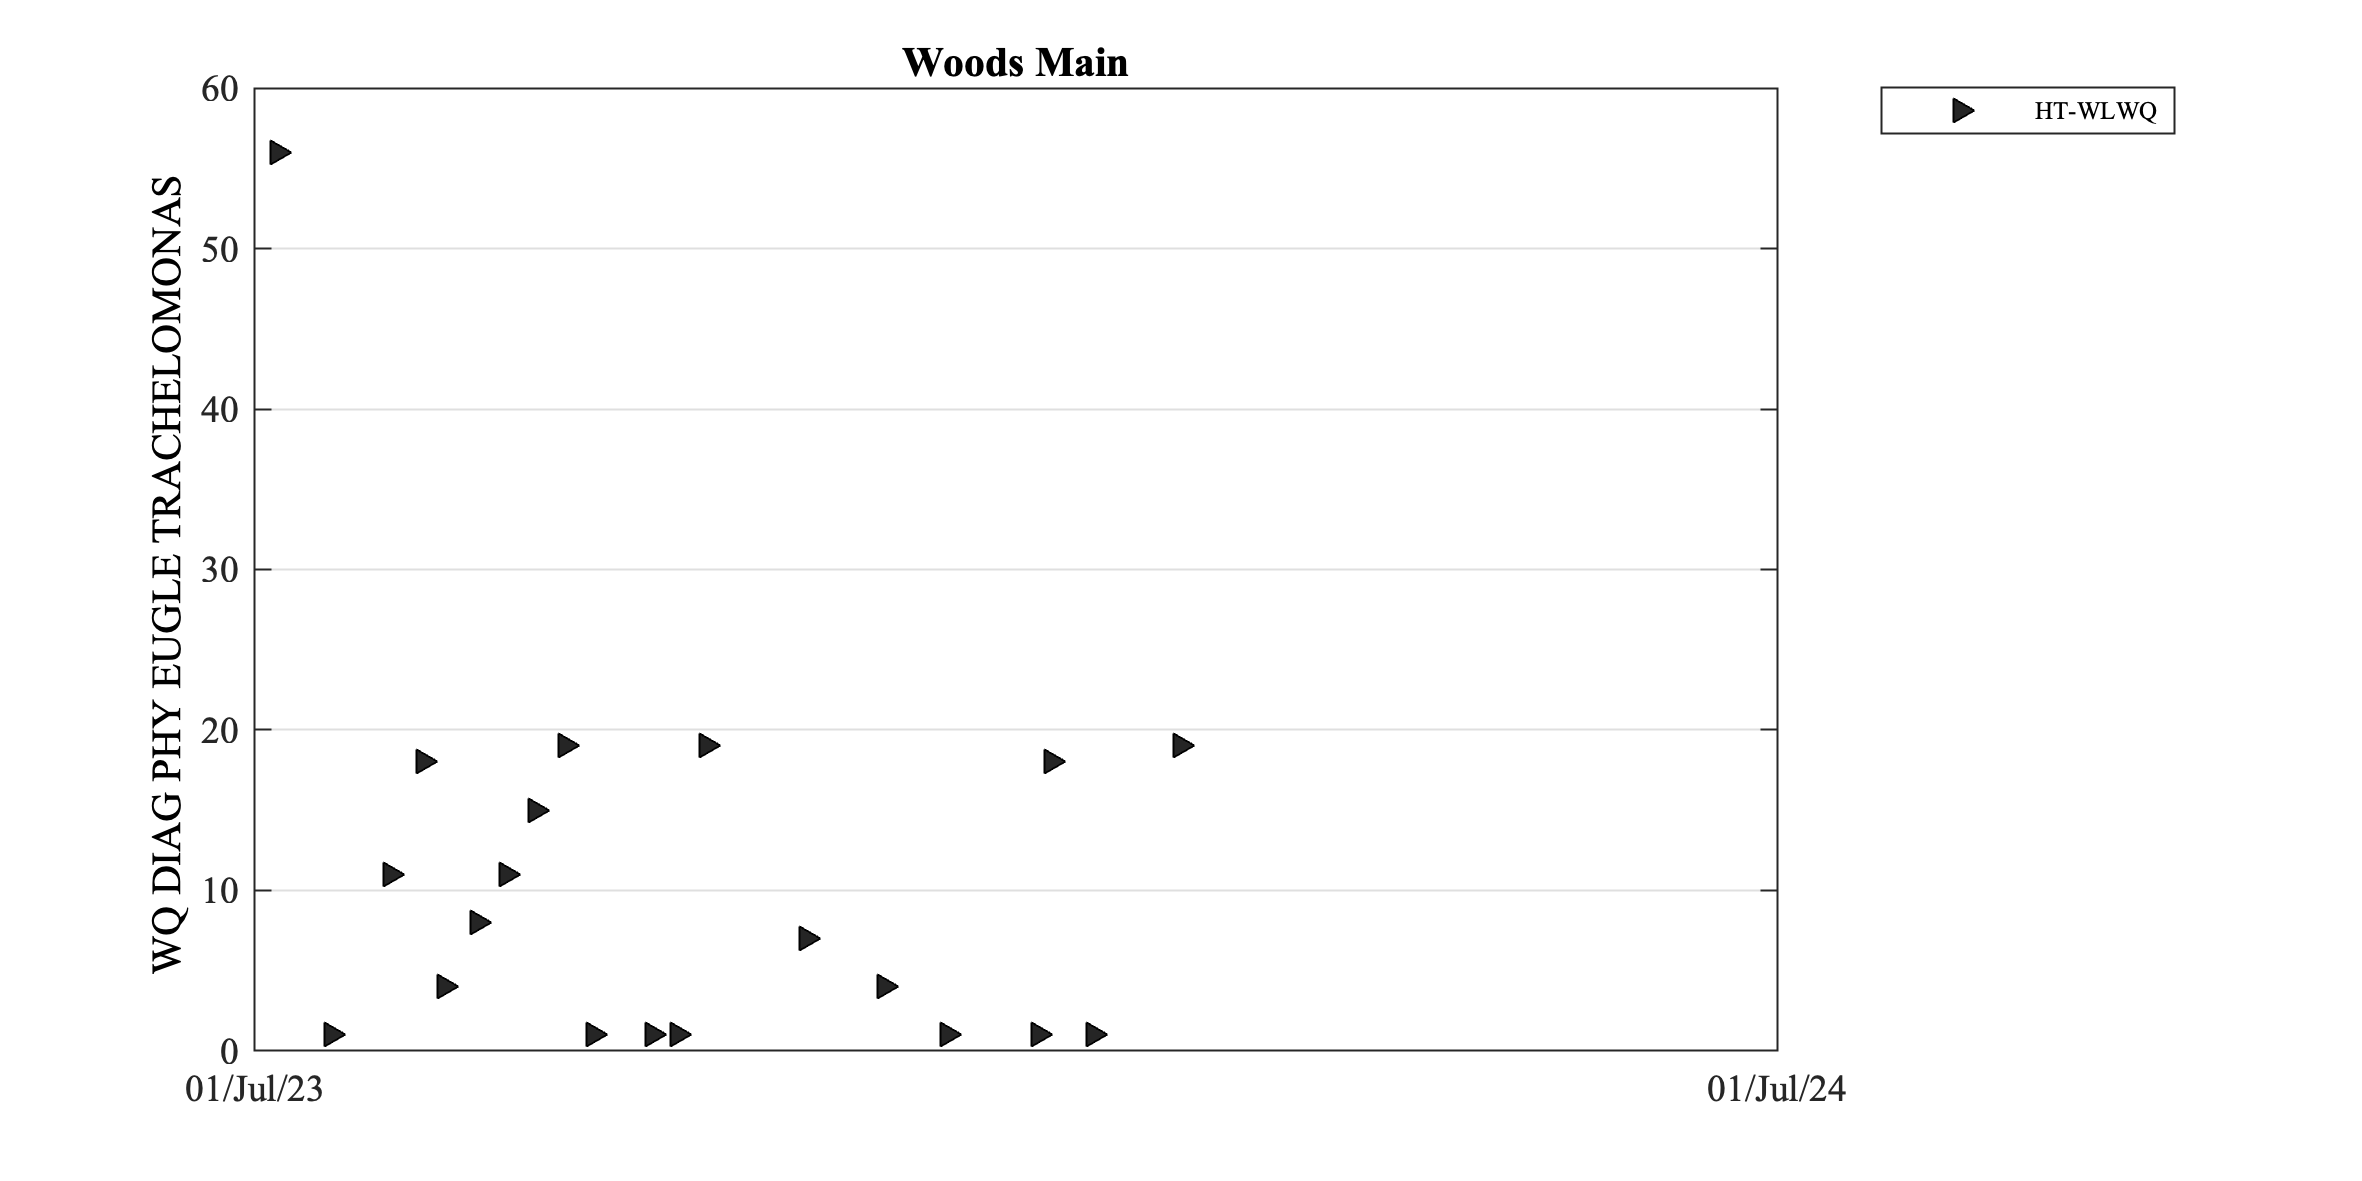 Woods Main
HT-WLWQ
WQ DIAG PHY EUGLE TRACHELOMONAS
60
50
40
30
20
10
0
01/Jul/23
01/Jul/24